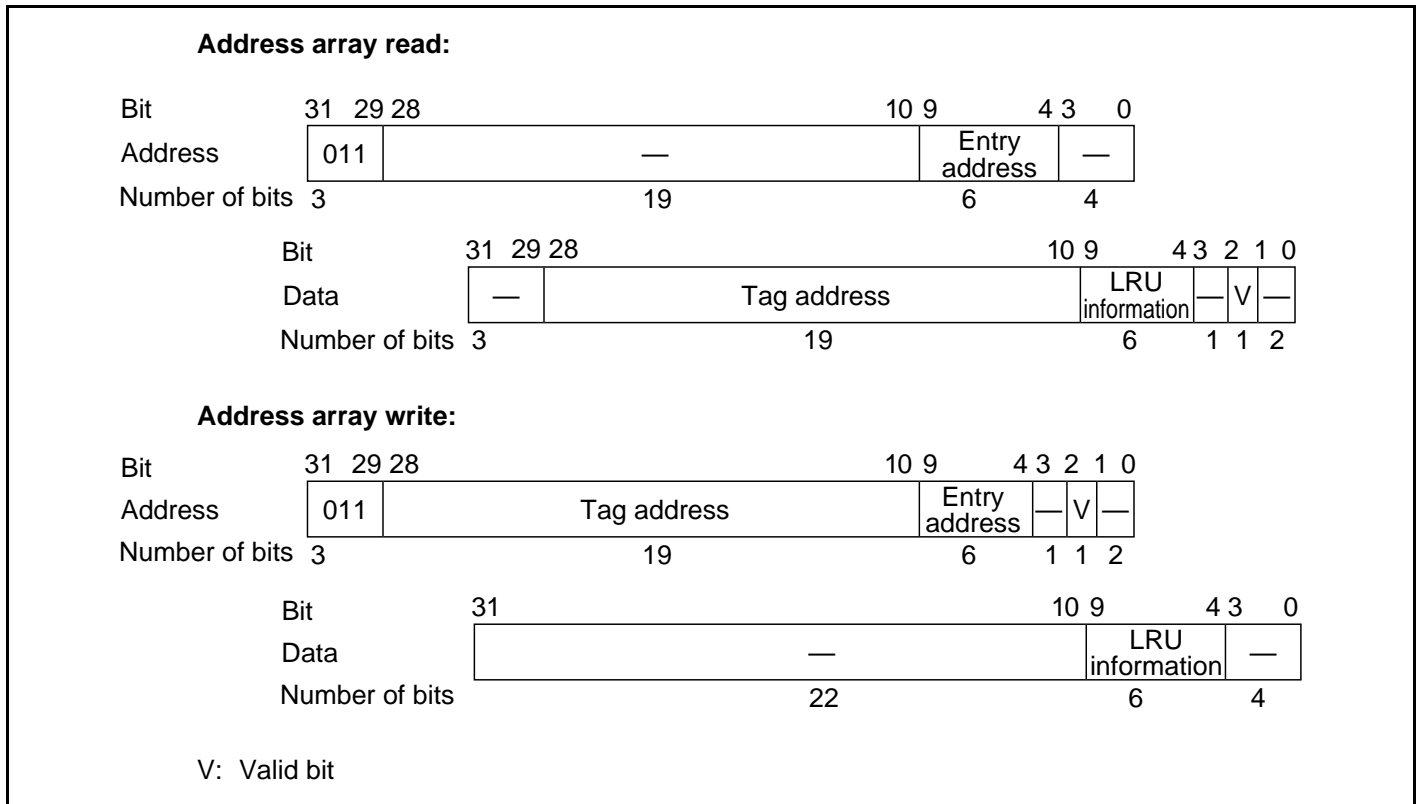 Address array read:
Bit 31 29 28 10 9 4 3 0
Address 011 — Entry address —
Number of bits 3 19 6 4
Bit 31 29 28 10 9 4 3 2 1 0
Data — Tag address LRU information — V —
Number of bits 3 19 6 1 1 2
Address array write:
Bit 31 29 28 10 9 4 3 2 1 0
Address 011 Tag address Entry address — V —
Number of bits 3 19 6 1 1 2
Bit 31 10 9 4 3 0
Data — LRU information —
Number of bits 22 6 4
V: Valid bit